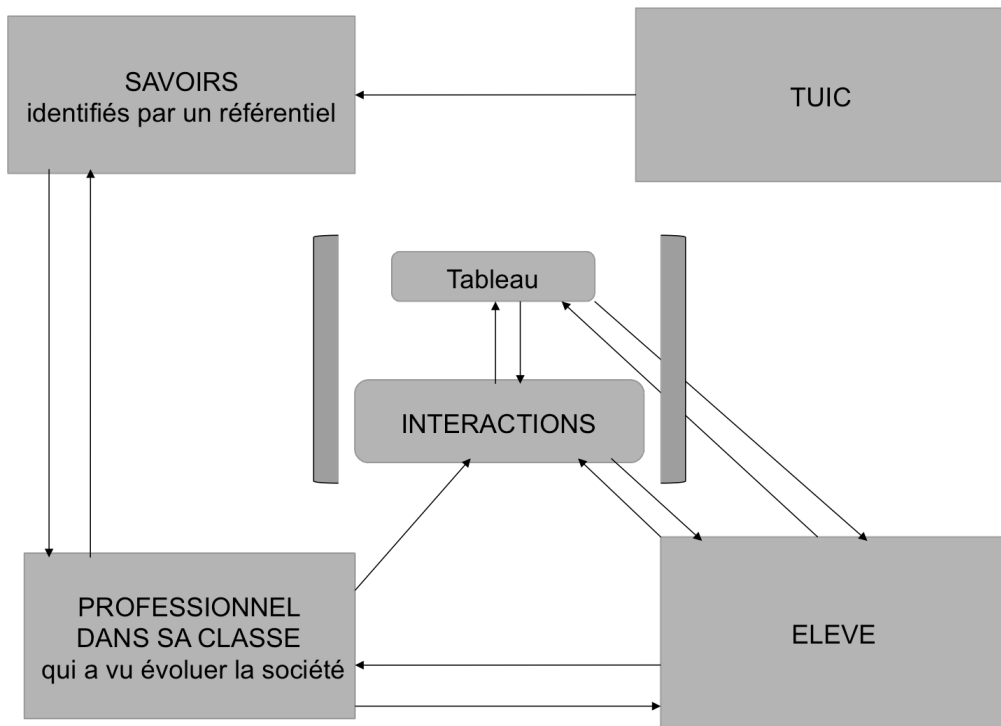 SAVOIRS
identifiés par un référentiel
TUIC
Tableau
INTERACTIONS
PROFESSIONNEL
DANS SA CLASSE
qui a vu évoluer la société
ELEVE